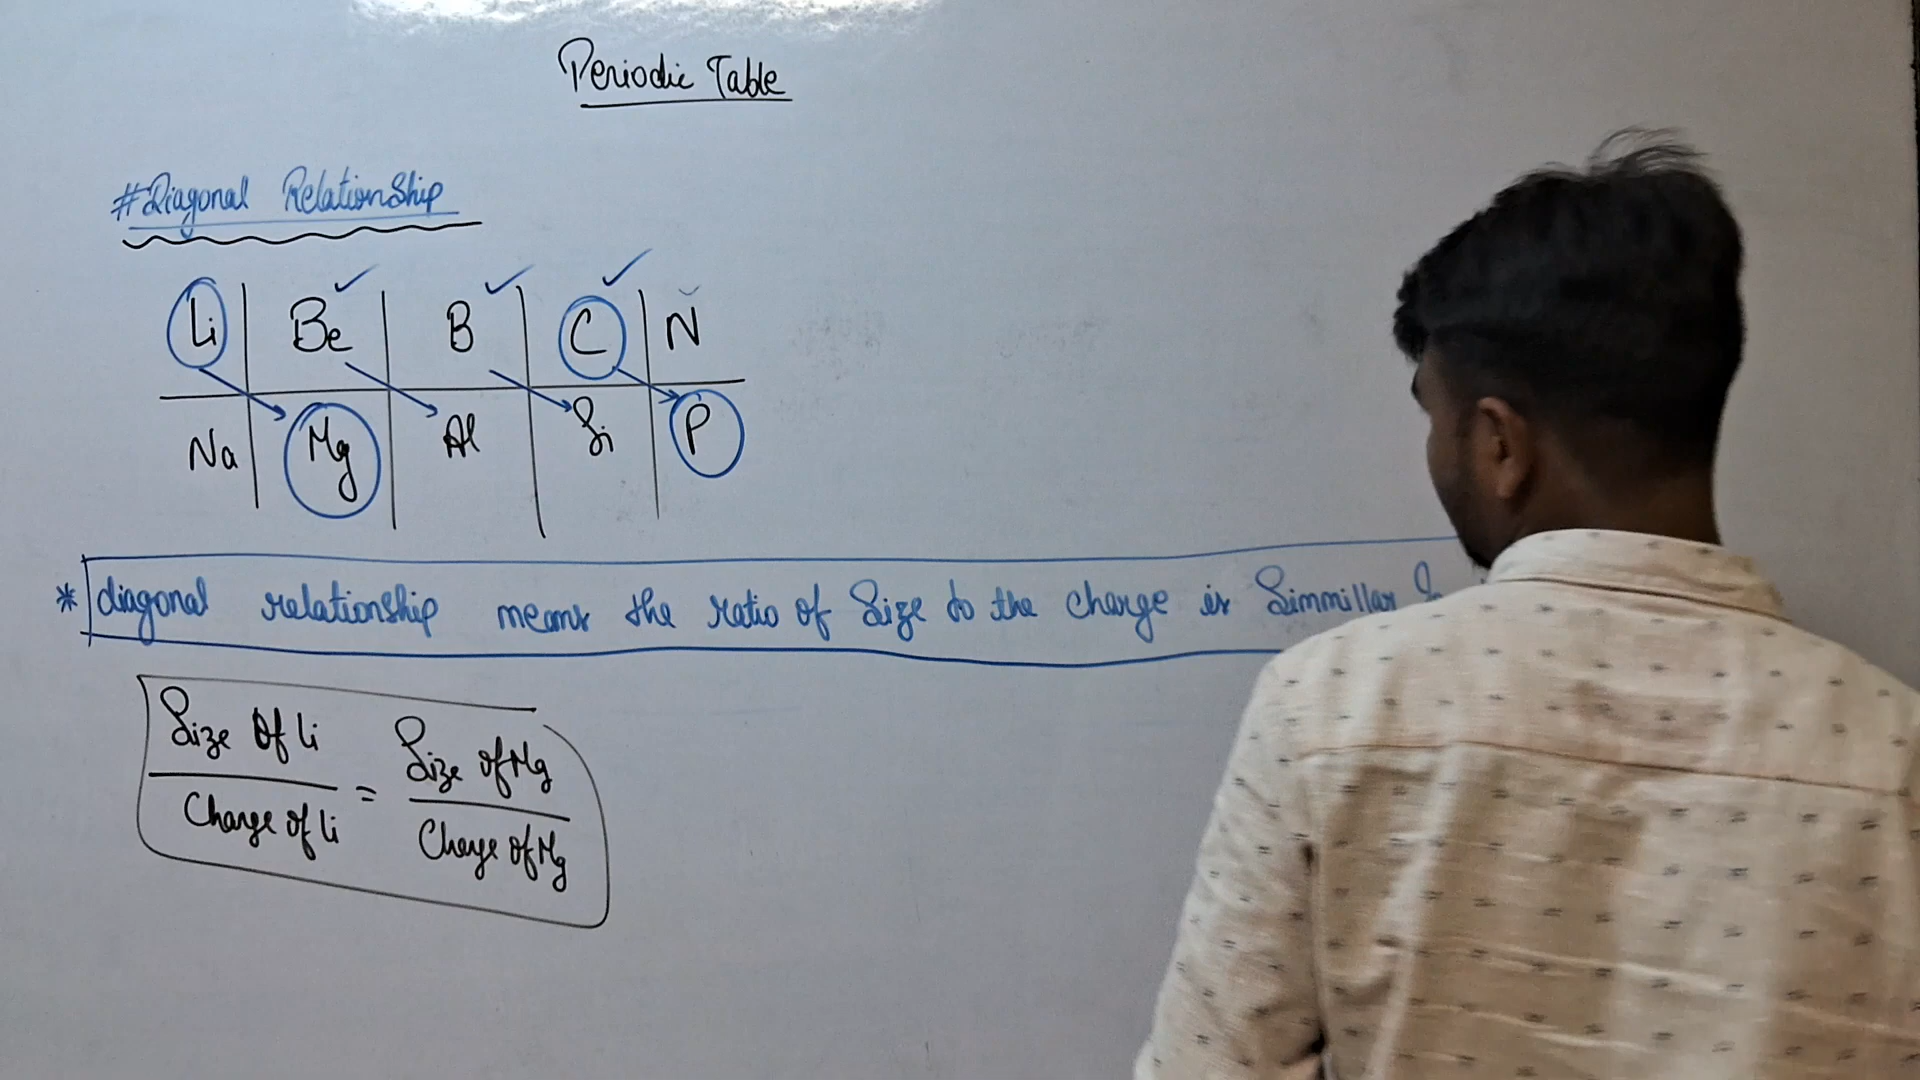 Periodic Table
#Diagonal Relationship
Li Be B C N
Na Mg Al Si P
* diagonal relationship means the ratio of Size to the charge is Simmillar
Size Of Li = Size of Mg
Charge of Li Charge of Mg